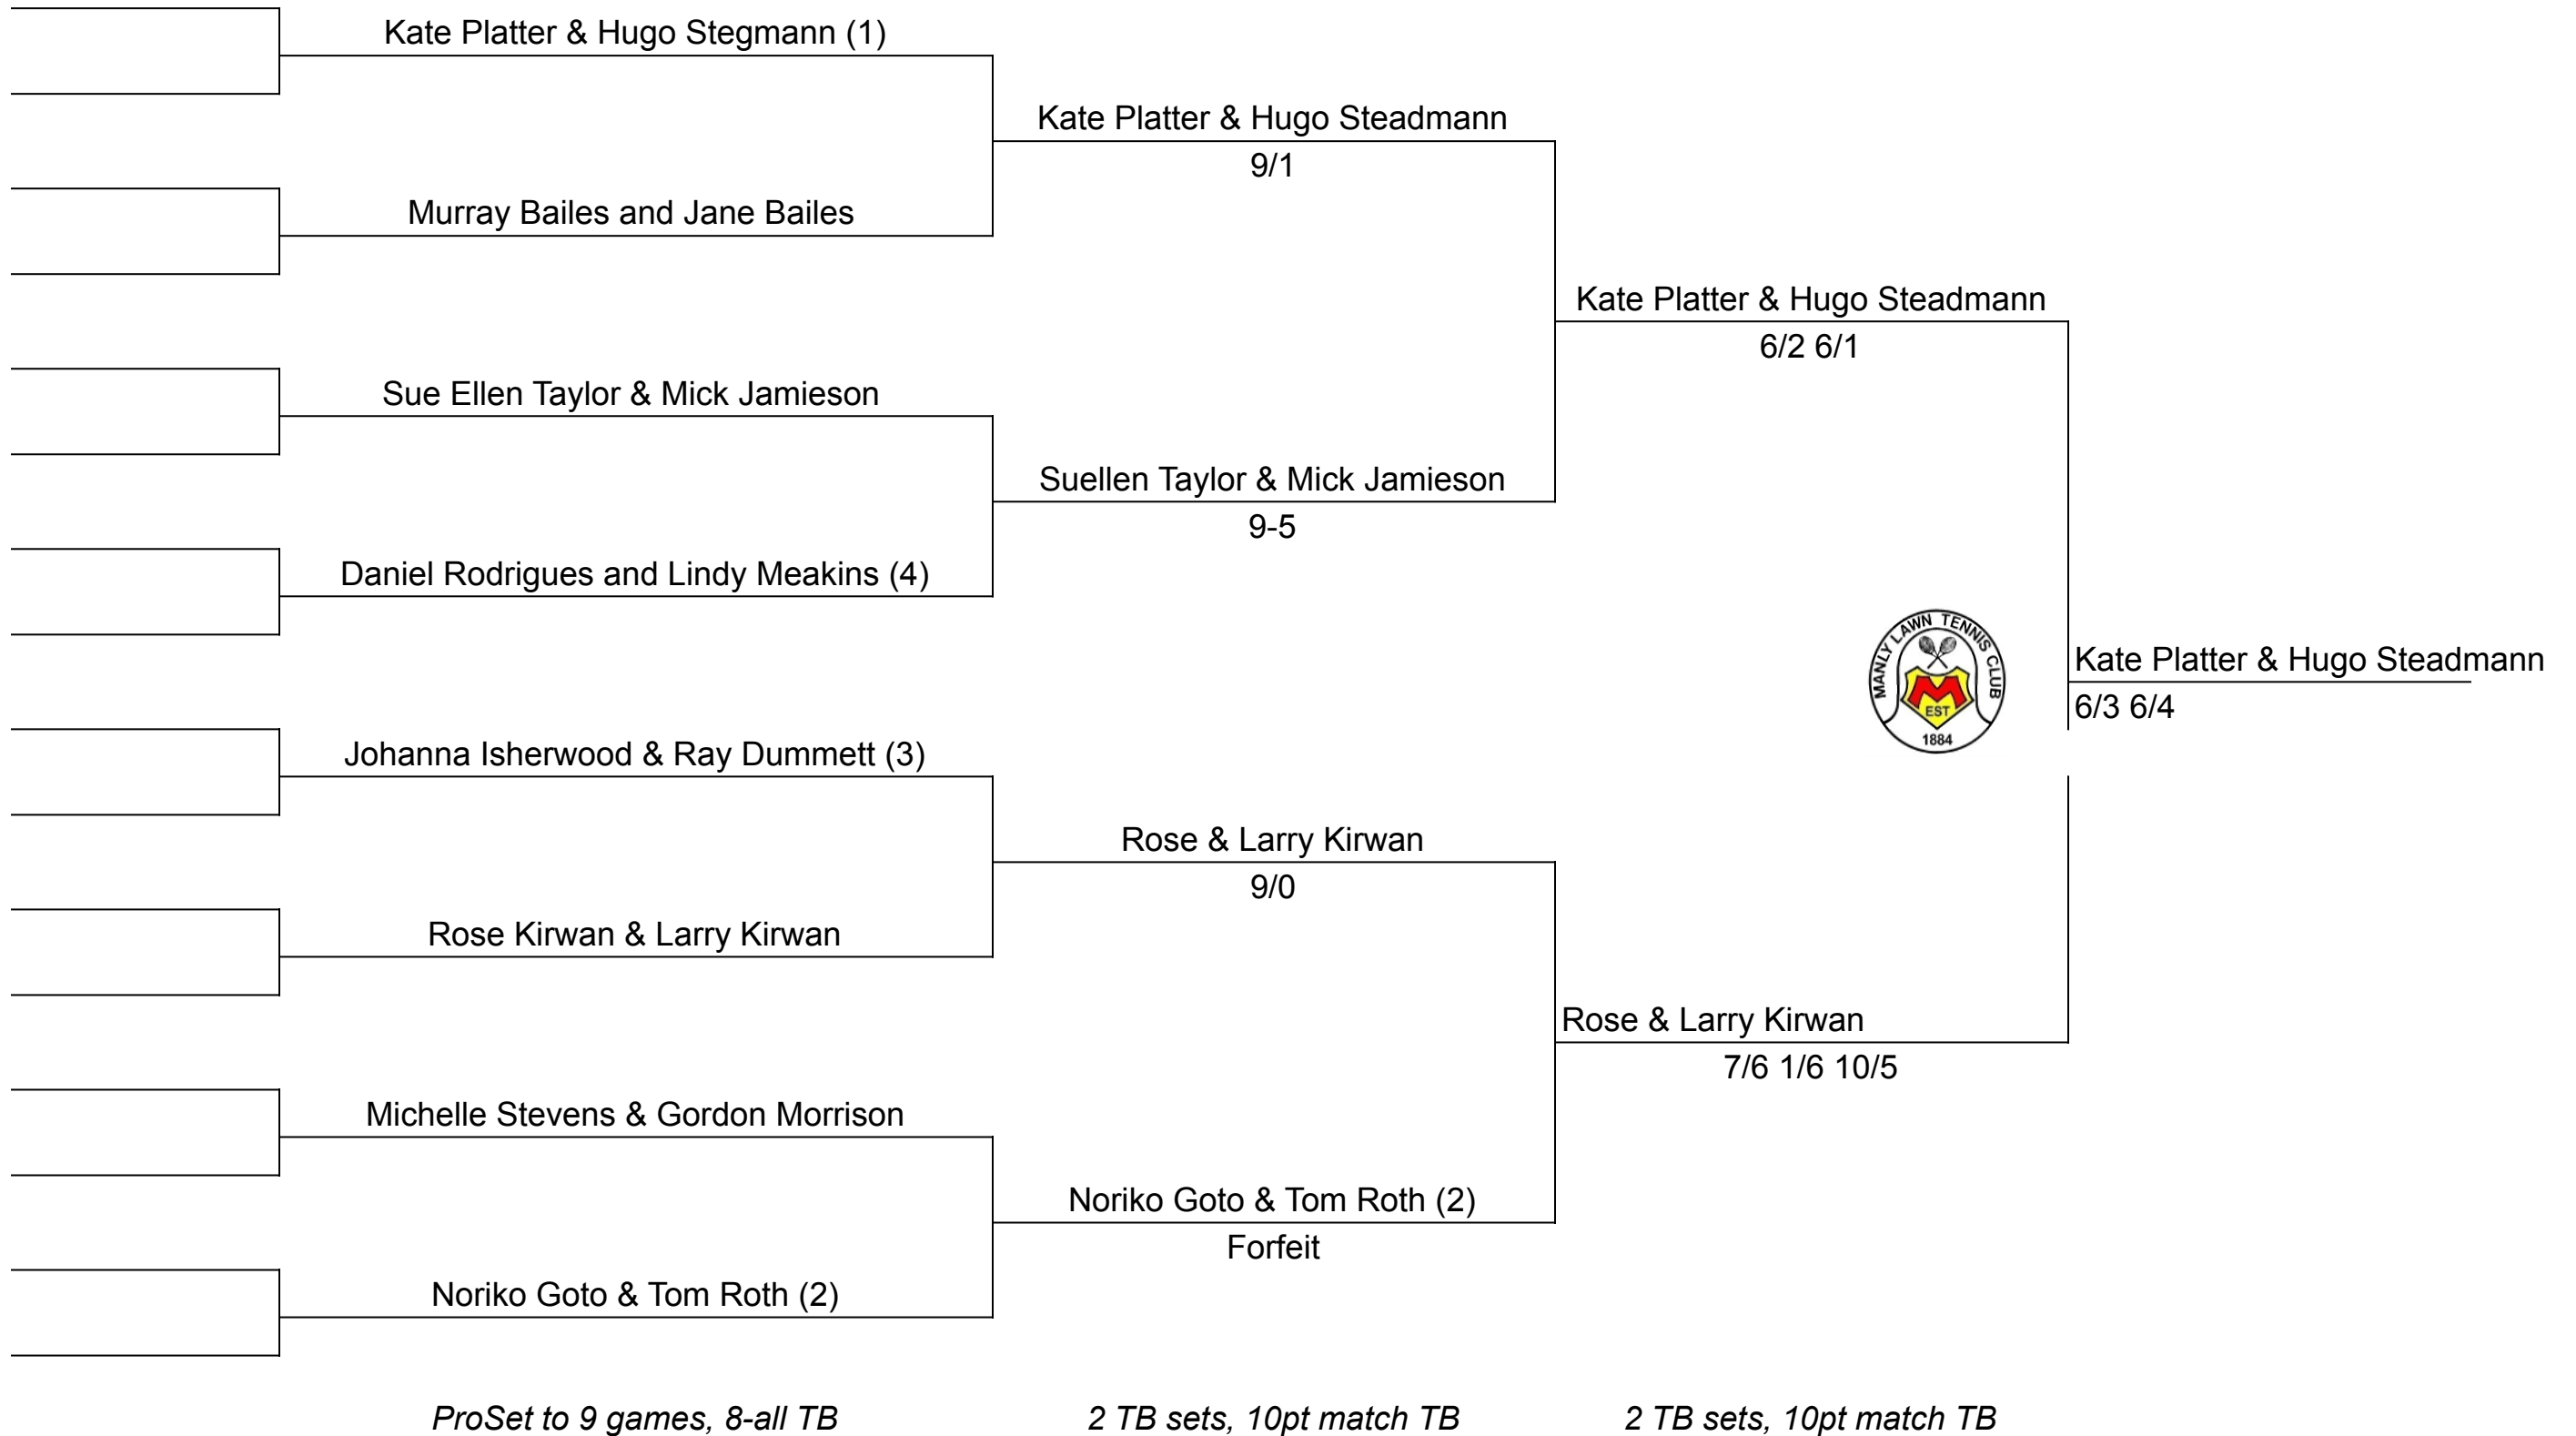 Kate Platter & Hugo Stegmann (1)
Kate Platter & Hugo Steadmann
9/1
Murray Bailes and Jane Bailes
Kate Platter & Hugo Steadmann
6/2 6/1
Sue Ellen Taylor & Mick Jamieson
Suellen Taylor & Mick Jamieson
9-5
Daniel Rodrigues and Lindy Meakins (4)
MANLY LAWN TENNIS CLUB
M
EST
1884
Kate Platter & Hugo Steadmann
6/3 6/4
Johanna Isherwood & Ray Dummett (3)
Rose & Larry Kirwan
9/0
Rose Kirwan & Larry Kirwan
Rose & Larry Kirwan
7/6 1/6 10/5
Michelle Stevens & Gordon Morrison
Noriko Goto & Tom Roth (2)
Forfeit
Noriko Goto & Tom Roth (2)
ProSet to 9 games, 8-all TB
2 TB sets, 10pt match TB
2 TB sets, 10pt match TB